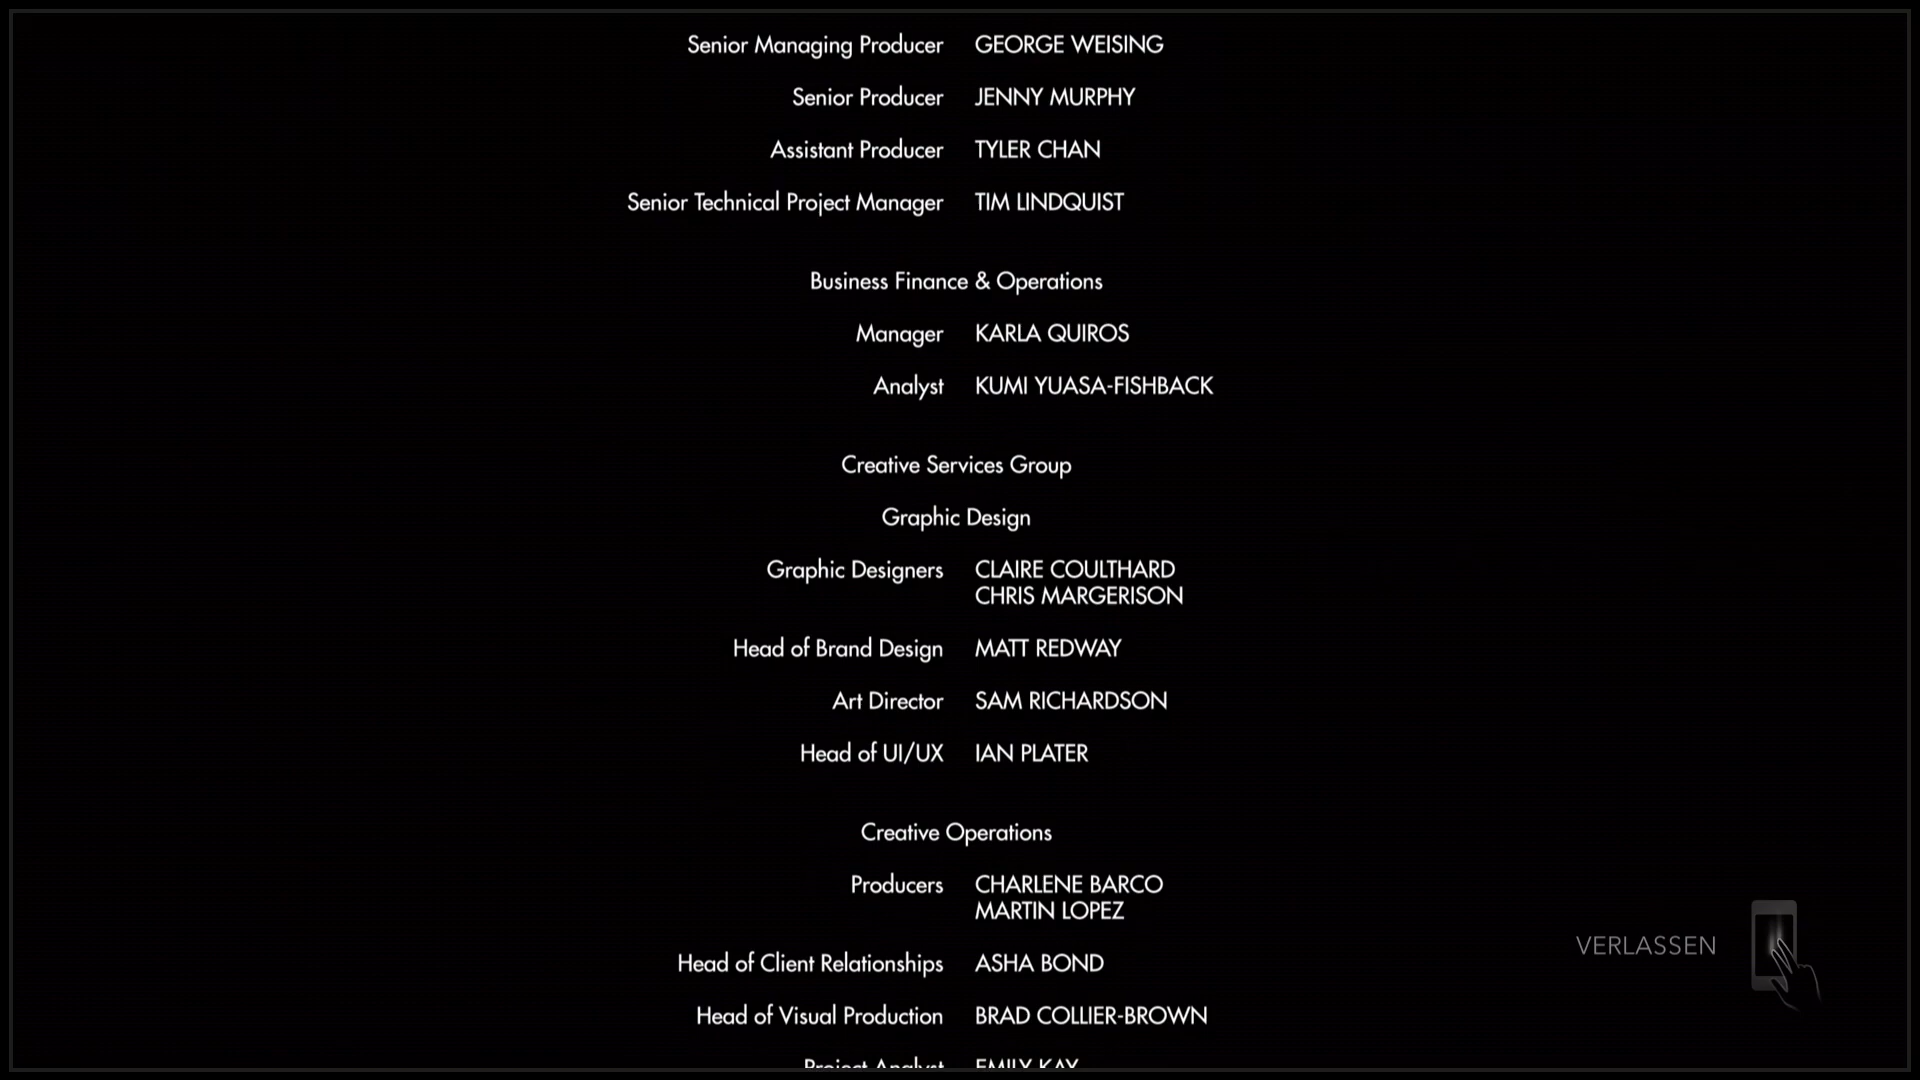 Senior Managing Producer GEORGE WEISING
Senior Producer JENNY MURPHY
Assistant Producer TYLER CHAN
Senior Technical Project Manager TIM LINDQUIST
Business Finance & Operations
Manager KARLA QUIROS
Analyst KUMI YUASA-FISHBACK
Creative Services Group
Graphic Design
Graphic Designers CLAIRE COULTHARD
CHRIS MARGERISON
Head of Brand Design MATT REDWAY
Art Director SAM RICHARDSON
Head of UI/UX IAN PLATER
Creative Operations
Producers CHARLENE BARCO
MARTIN LOPEZ
VERLASSEN
Head of Client Relationships ASHA BOND
Head of Visual Production BRAD COLLIER-BROWN
Project Analyst EMILY KAY